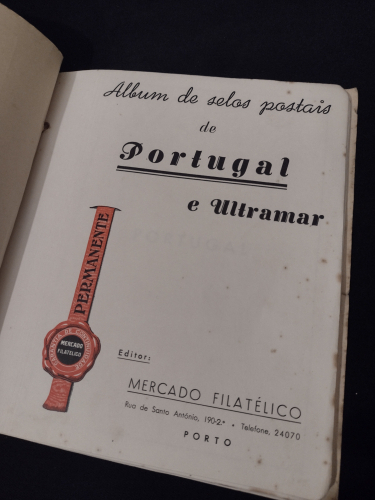 Album de selos postais
de
Portugal
e Ultramar
PERMANENTE
MERCADO
FILATÉLICO
Editor:
MERCADO FILATÉLICO
Rua de Santo António, 190-2.º • Telefone, 24070
PORTO